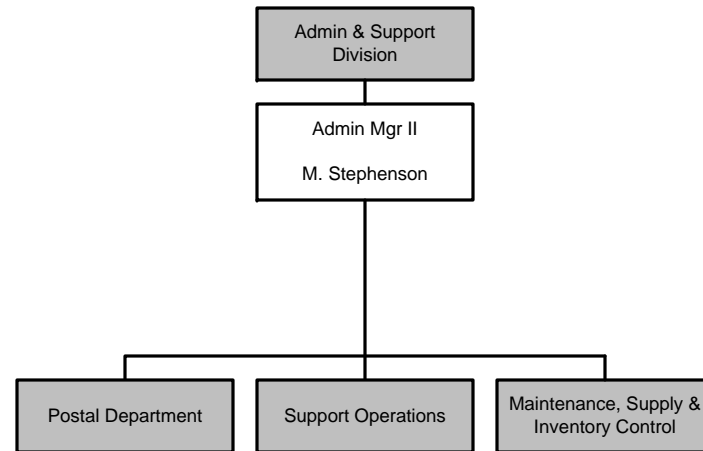 Admin & Support
Division
Admin Mgr II
M. Stephenson
Postal Department
Support Operations
Maintenance, Supply &
Inventory Control